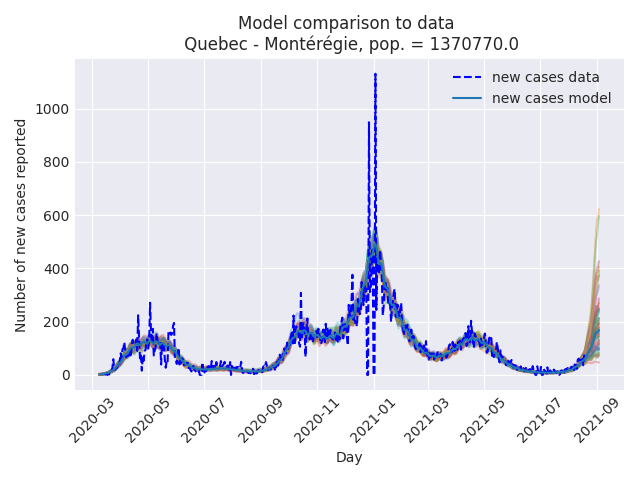 Model comparison to data
Quebec - Montérégie, pop. = 1370770.0
new cases data
new cases model
Number of new cases reported
1000
800
600
400
200
0
2020-03
2020-05
2020-07
2020-09
2020-11
2021-01
2021-03
2021-05
2021-07
2021-09
Day